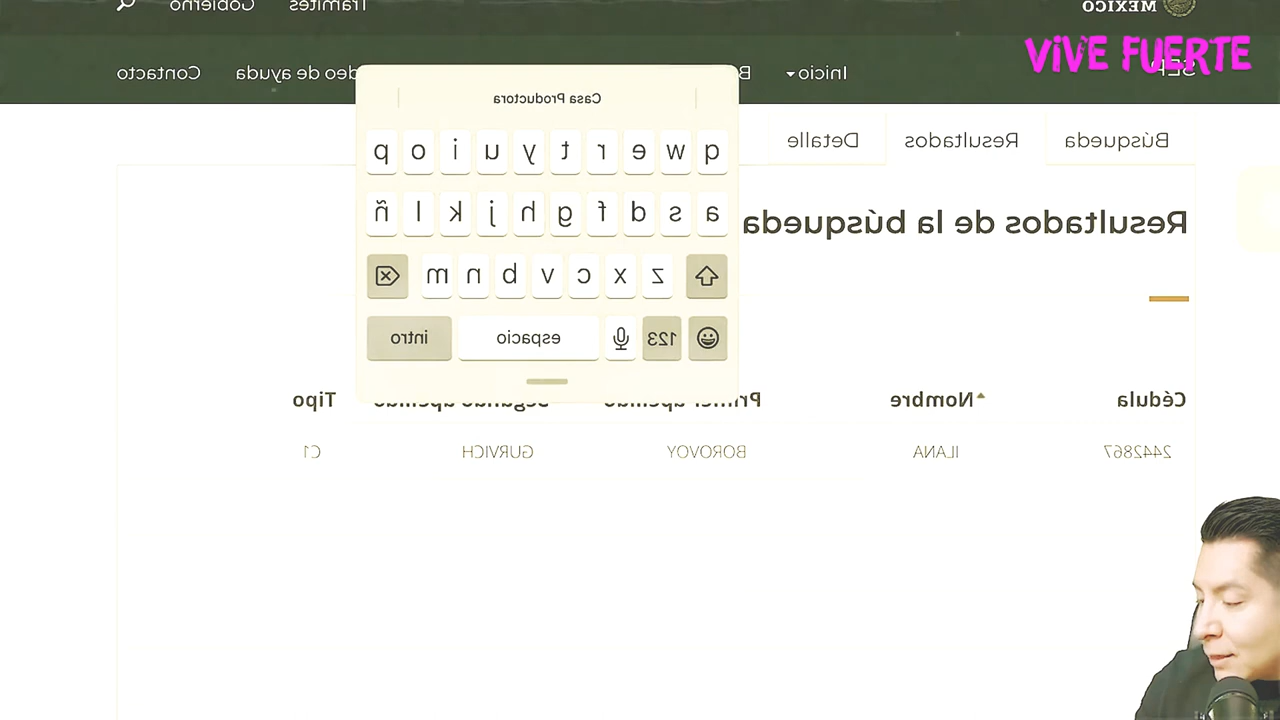 Trámites Gobierno
MÉXICO
VIVE FUERTE
SEP
Inicio
deo de ayuda Contacto
Casa Productora
Búsqueda Resultados Detalle
q w e r t y u i o p
a s d f g h j k l ñ
z x c v b n m
123 espacio intro
Resultados de la búsqueda
Cédula Nombre Primer apellido Segundo apellido Tipo
2442867 ILANA BOROVOY GURVICH C1